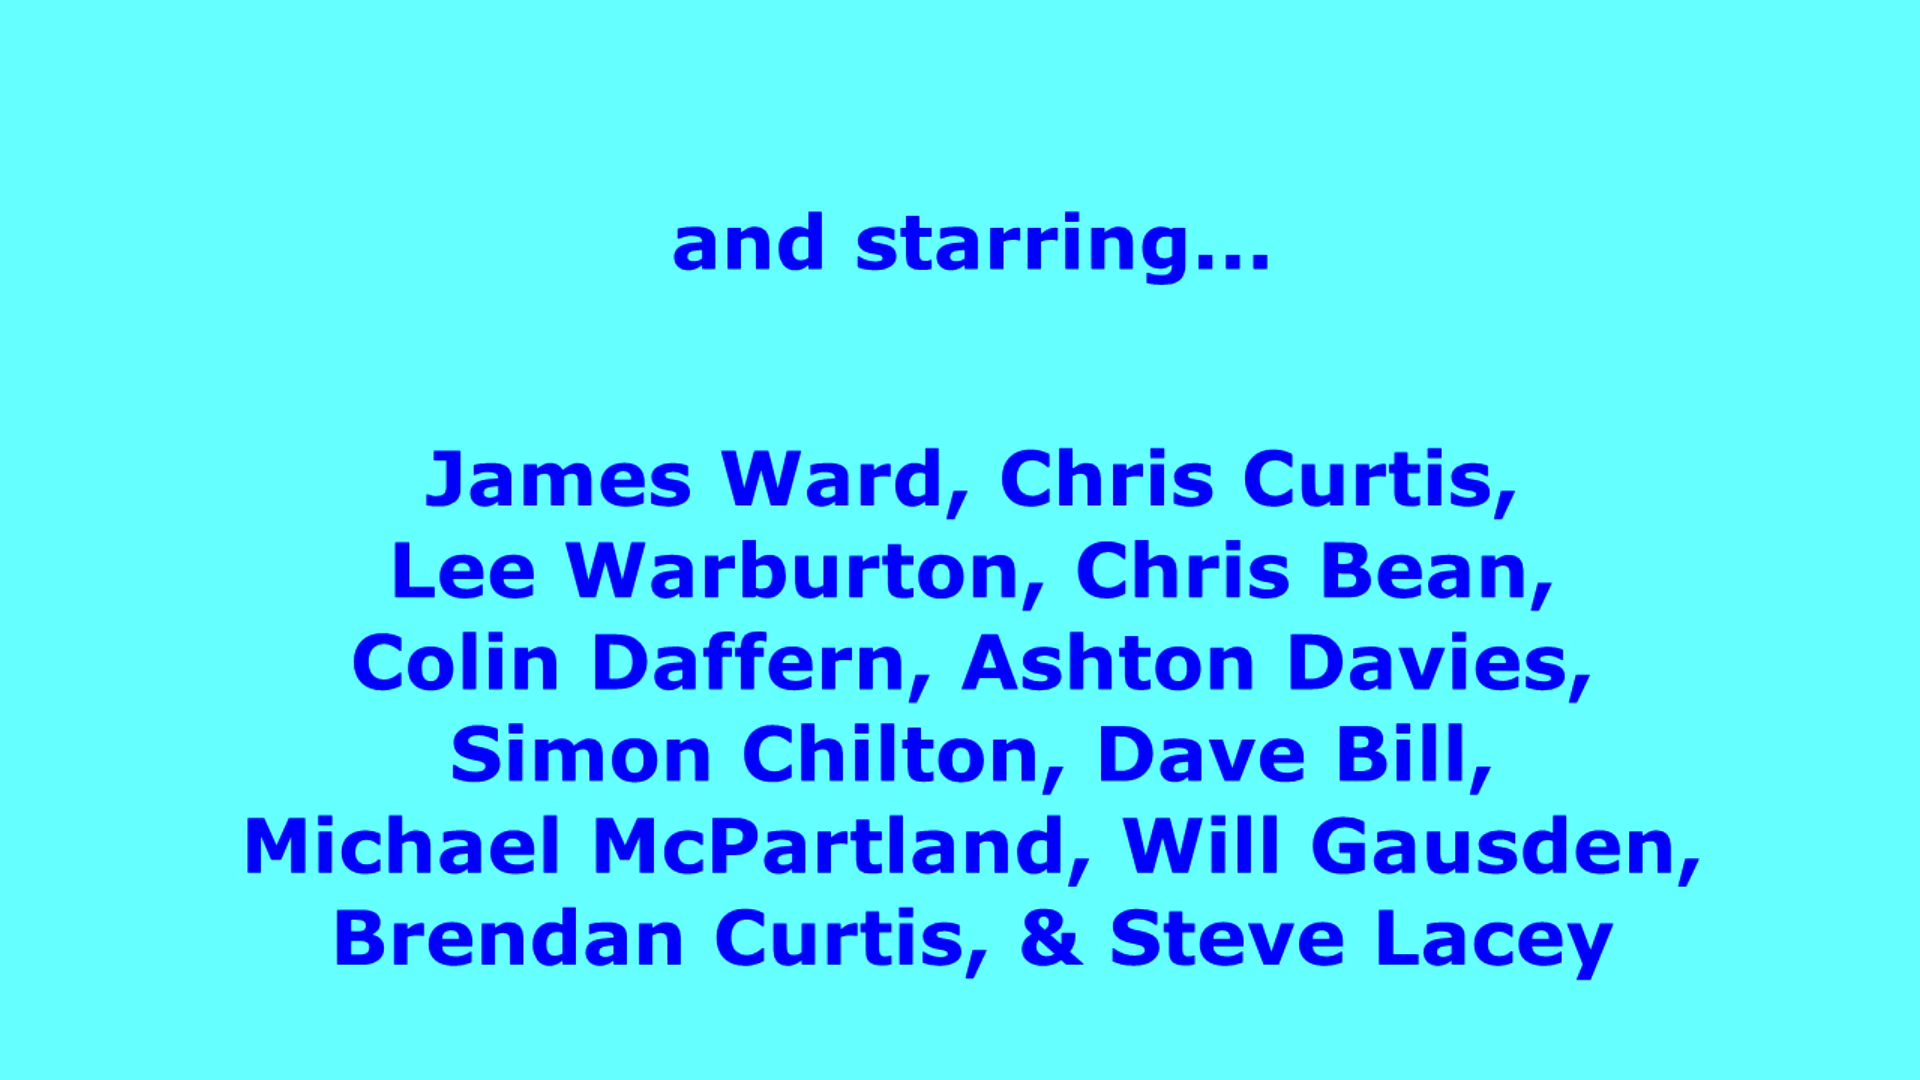 and starring...
James Ward, Chris Curtis,
Lee Warburton, Chris Bean,
Colin Daffern, Ashton Davies,
Simon Chilton, Dave Bill,
Michael McPartland, Will Gausden,
Brendan Curtis, & Steve Lacey